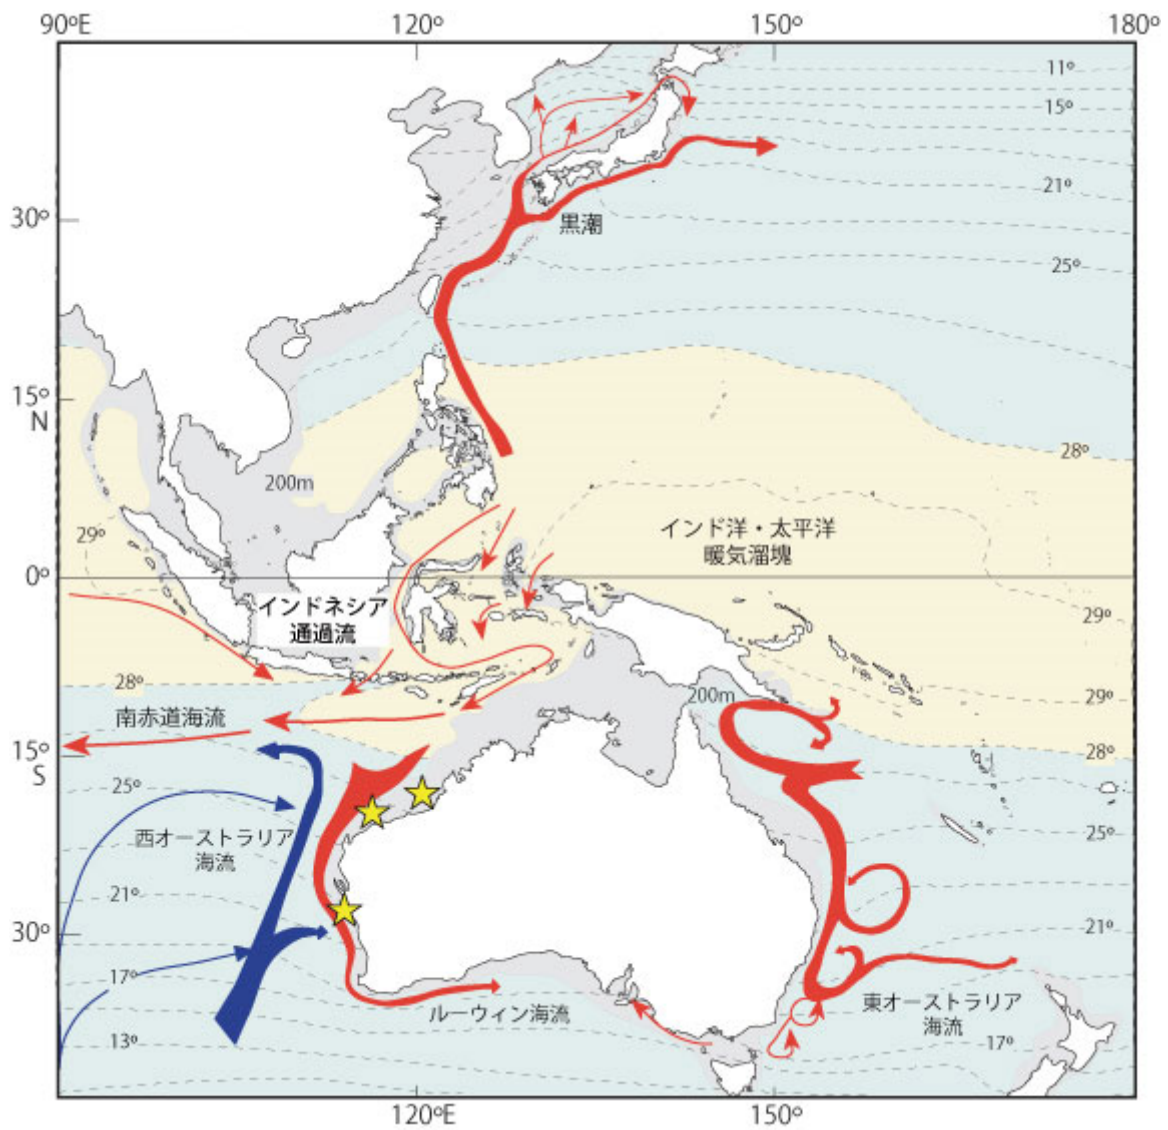 90ºE 120º 150º 180º
11º
15º
21º
30º
黒潮
25º
15º
N
28º
200m
29º
インド洋・太平洋
暖気溜塊
0º
インドネシア
通過流
29º
28º
200m
29º
南赤道海流
15º
S
28º
25º
西オーストラリア
海流
25º
21º
21º
30º
17º
ルーウィン海流
東オーストラリア
海流
13º
17º
120ºE 150º